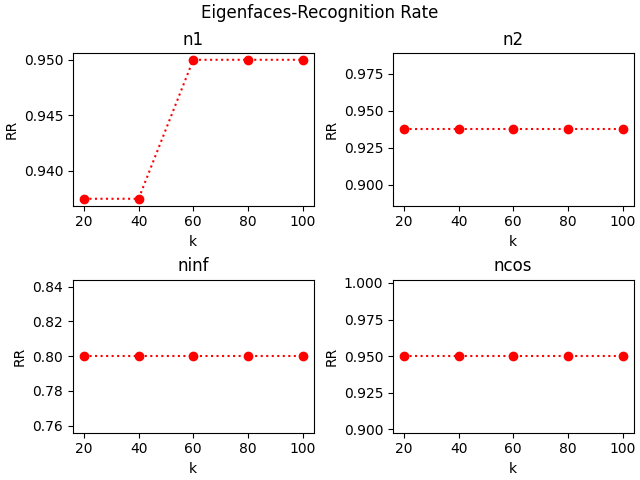 Eigenfaces-Recognition Rate
n1
0.950
0.945
0.940
RR
20 40 60 80 100
k
n2
0.975
0.950
0.925
0.900
RR
20 40 60 80 100
k
ninf
0.84
0.82
0.80
0.78
0.76
RR
20 40 60 80 100
k
ncos
1.000
0.975
0.950
0.925
0.900
RR
20 40 60 80 100
k